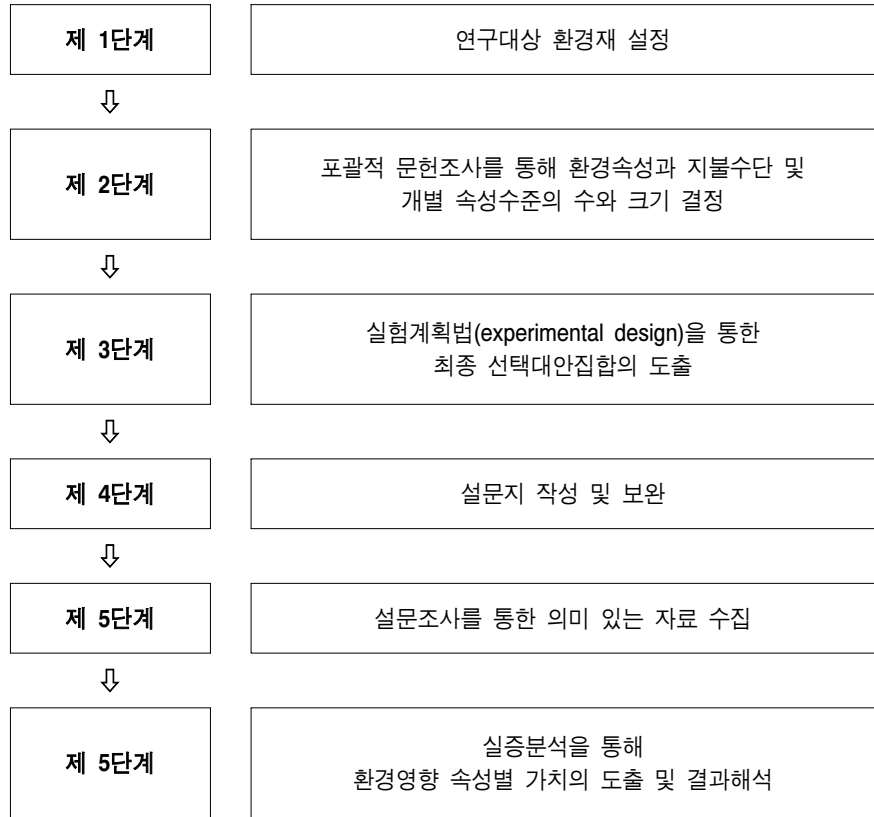 제 1단계
연구대상 환경재 설정
⇩
제 2단계
포괄적 문헌조사를 통해 환경속성과 지불수단 및
개별 속성수준의 수와 크기 결정
⇩
제 3단계
실험계획법(experimental design)을 통한
최종 선택대안집합의 도출
⇩
제 4단계
설문지 작성 및 보완
⇩
제 5단계
설문조사를 통한 의미 있는 자료 수집
⇩
제 5단계
실증분석을 통해
환경영향 속성별 가치의 도출 및 결과해석